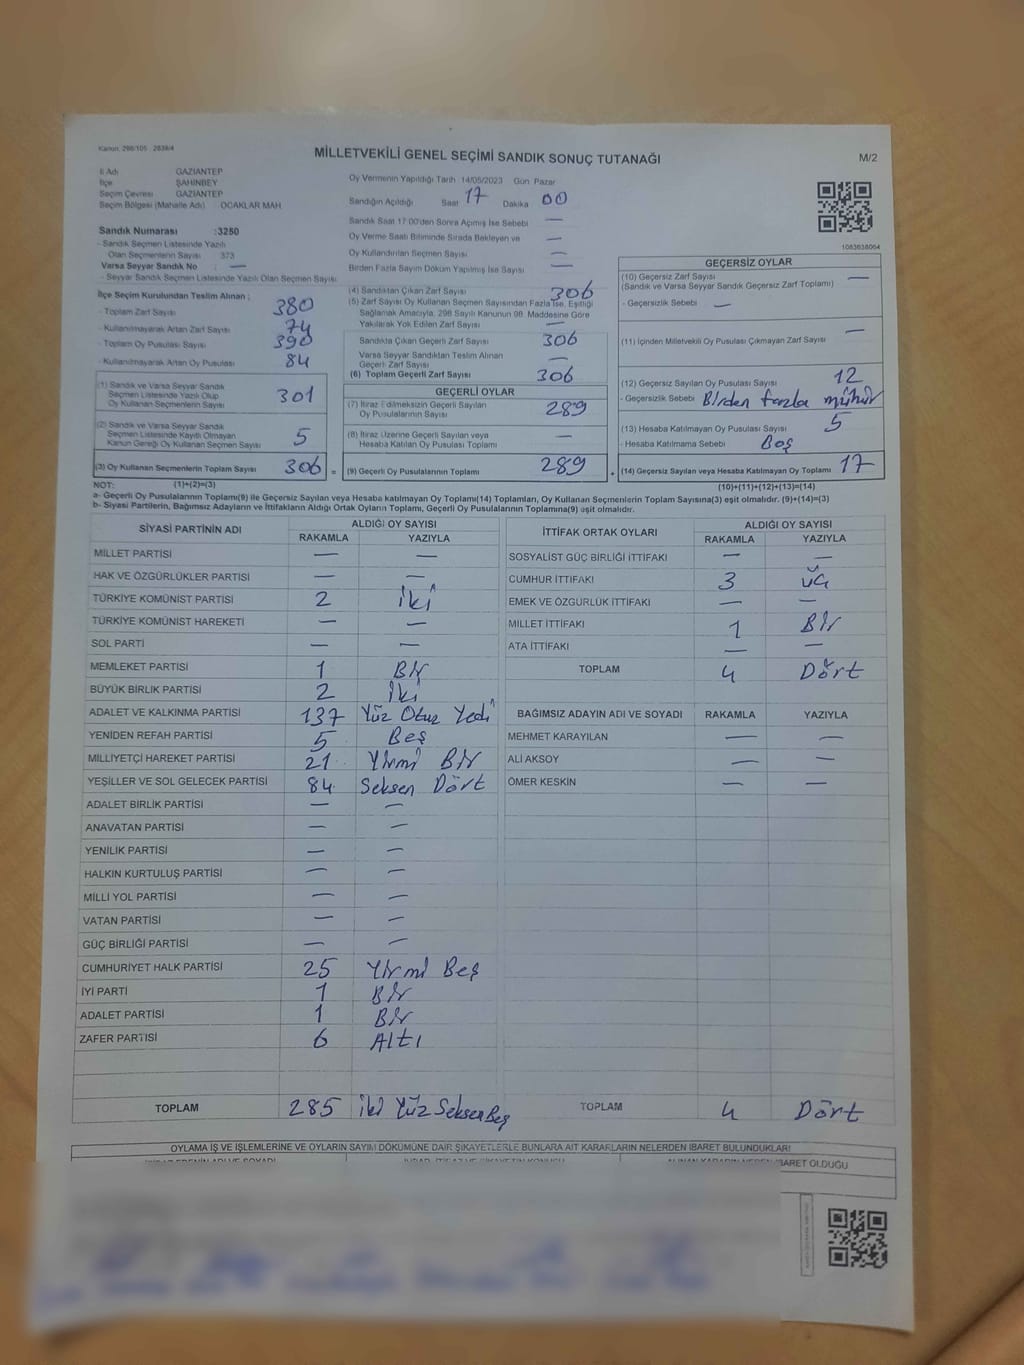 Kanun: 298/105 , 2839/4
MİLLETVEKİLİ GENEL SEÇİMİ SANDIK SONUÇ TUTANAĞI
M/2
İl Adı GAZİANTEP
İlçe ŞAHİNBEY
Seçim Çevresi GAZİANTEP
Seçim Bölgesi (Mahalle Adı) : OCAKLAR MAH
Sandık Numarası :3250
- Sandık Seçmen Listesinde Yazılı
Olan Seçmenlerin Sayısı 373
Varsa Seyyar Sandık No : —
- Seyyar Sandık Seçmen Listesinde Yazılı Olan Seçmen Sayısı
İlçe Seçim Kurulundan Teslim Alınan ;
- Toplam Zarf Sayısı 380
- Kullanılmayarak Artan Zarf Sayısı 74
- Toplam Oy Pusulası Sayısı 390
- Kullanılmayarak Artan Oy Pusulası 84
(1) Sandık ve Varsa Seyyar Sandık
Seçmen Listesinde Yazılı Olup
Oy Kullanan Seçmenlerin Sayısı 301
(2) Sandık ve Varsa Seyyar Sandık
Seçmen Listesinde Kayıtlı Olmayan
Kanun Gereği Oy Kullanan Seçmen Sayısı 5
(3) Oy Kullanan Seçmenlerin Toplam Sayısı 306 =
Oy Vermenin Yapıldığı Tarih 14/05/2023 Gün Pazar
Sandığın Açıldığı Saat 17 Dakika 00
Sandık Saat 17:00'den Sonra Açılmış İse Sebebi —
Oy Verme Saati Bitiminde Sırada Bekleyen ve —
Oy Kullandırılan Seçmen Sayısı —
Birden Fazla Sayım Döküm Yapılmış İse Sayısı —
(4) Sandıktan Çıkan Zarf Sayısı 306
(5) Zarf Sayısı Oy Kullanan Seçmen Sayısından Fazla İse, Eşitliği
Sağlamak Amacıyla, 298 Sayılı Kanunun 98. Maddesine Göre
Yakılarak Yok Edilen Zarf Sayısı —
Sandıkta Çıkan Geçerli Zarf Sayısı 306
Varsa Seyyar Sandıktan Teslim Alınan
Geçerli Zarf Sayısı —
(6) Toplam Geçerli Zarf Sayısı 306
GEÇERLİ OYLAR
(7) İtiraz Edilmeksizin Geçerli Sayılan
Oy Pusulalarının Sayısı 289
(8) İtiraz Üzerine Geçerli Sayılan veya
Hesaba Katılan Oy Pusulaları Toplamı —
(9) Geçerli Oy Pusulalarının Toplamı 289 +
1083638064
GEÇERSİZ OYLAR
(10) Geçersiz Zarf Sayısı —
(Sandık ve Varsa Seyyar Sandık Geçersiz Zarf Toplamı)
- Geçersizlik Sebebi —
(11) İçinden Milletvekili Oy Pusulası Çıkmayan Zarf Sayısı —
(12) Geçersiz Sayılan Oy Pusulası Sayısı 12
- Geçersizlik Sebebi Birden fazla mühür
(13) Hesaba Katılmayan Oy Pusulası Sayısı 5
- Hesaba Katılmama Sebebi Boş
(14) Geçersiz Sayılan veya Hesaba Katılmayan Oy Toplamı 17
NOT: (1)+(2)=(3) (10)+(11)+(12)+(13)=(14)
a- Geçerli Oy Pusulalarının Toplamı(9) ile Geçersiz Sayılan veya Hesaba katılmayan Oy Toplamı(14) Toplamları, Oy Kullanan Seçmenlerin Toplam Sayısına(3) eşit olmalıdır. (9)+(14)=(3)
b- Siyasi Partilerin, Bağımsız Adayların ve İttifakların Aldığı Oyların Toplamı, Geçerli Oy Pusulalarının Toplamına(9) eşit olmalıdır.
SİYASİ PARTİNİN ADI ALDIĞI OY SAYISI
RAKAMLA YAZIYLA
MİLLET PARTİSİ — —
HAK VE ÖZGÜRLÜKLER PARTİSİ — —
TÜRKİYE KOMÜNİST PARTİSİ 2 İki
TÜRKİYE KOMÜNİST HAREKETİ — —
SOL PARTİ — —
MEMLEKET PARTİSİ 1 Bir
BÜYÜK BİRLİK PARTİSİ 2 İki
ADALET VE KALKINMA PARTİSİ 137 Yüz Otuz Yedi
YENİDEN REFAH PARTİSİ 5 Beş
MİLLİYETÇİ HAREKET PARTİSİ 21 Yirmi Bir
YEŞİLLER VE SOL GELECEK PARTİSİ 84 Seksen Dört
ADALET BİRLİK PARTİSİ — —
ANAVATAN PARTİSİ — —
YENİLİK PARTİSİ — —
HALKIN KURTULUŞ PARTİSİ — —
MİLLİ YOL PARTİSİ — —
VATAN PARTİSİ — —
GÜÇ BİRLİĞİ PARTİSİ — —
CUMHURİYET HALK PARTİSİ 25 Yirmi Beş
İYİ PARTİ 1 Bir
ADALET PARTİSİ 1 Bir
ZAFER PARTİSİ 6 Altı
TOPLAM 285 İki Yüz Seksen Beş
İTTİFAK ORTAK OYLARI ALDIĞI OY SAYISI
RAKAMLA YAZIYLA
SOSYALİST GÜÇ BİRLİĞİ İTTİFAKI — —
CUMHUR İTTİFAKI 3 Üç
EMEK VE ÖZGÜRLÜK İTTİFAKI — —
MİLLET İTTİFAKI 1 Bir
ATA İTTİFAKI — —
TOPLAM 4 Dört
BAĞIMSIZ ADAYIN ADI VE SOYADI RAKAMLA YAZIYLA
MEHMET KARAYILAN — —
ALİ AKSOY — —
ÖMER KESKİN — —
TOPLAM 4 Dört
OYLAMA İŞ VE İŞLEMLERİNE VE OYLARIN SAYIM DÖKÜMÜNE DAİR ŞİKAYETLERLE BUNLARA AİT KARARLARIN NELERDEN İBARET BULUNDUKLARI
İBARET OLDUĞU